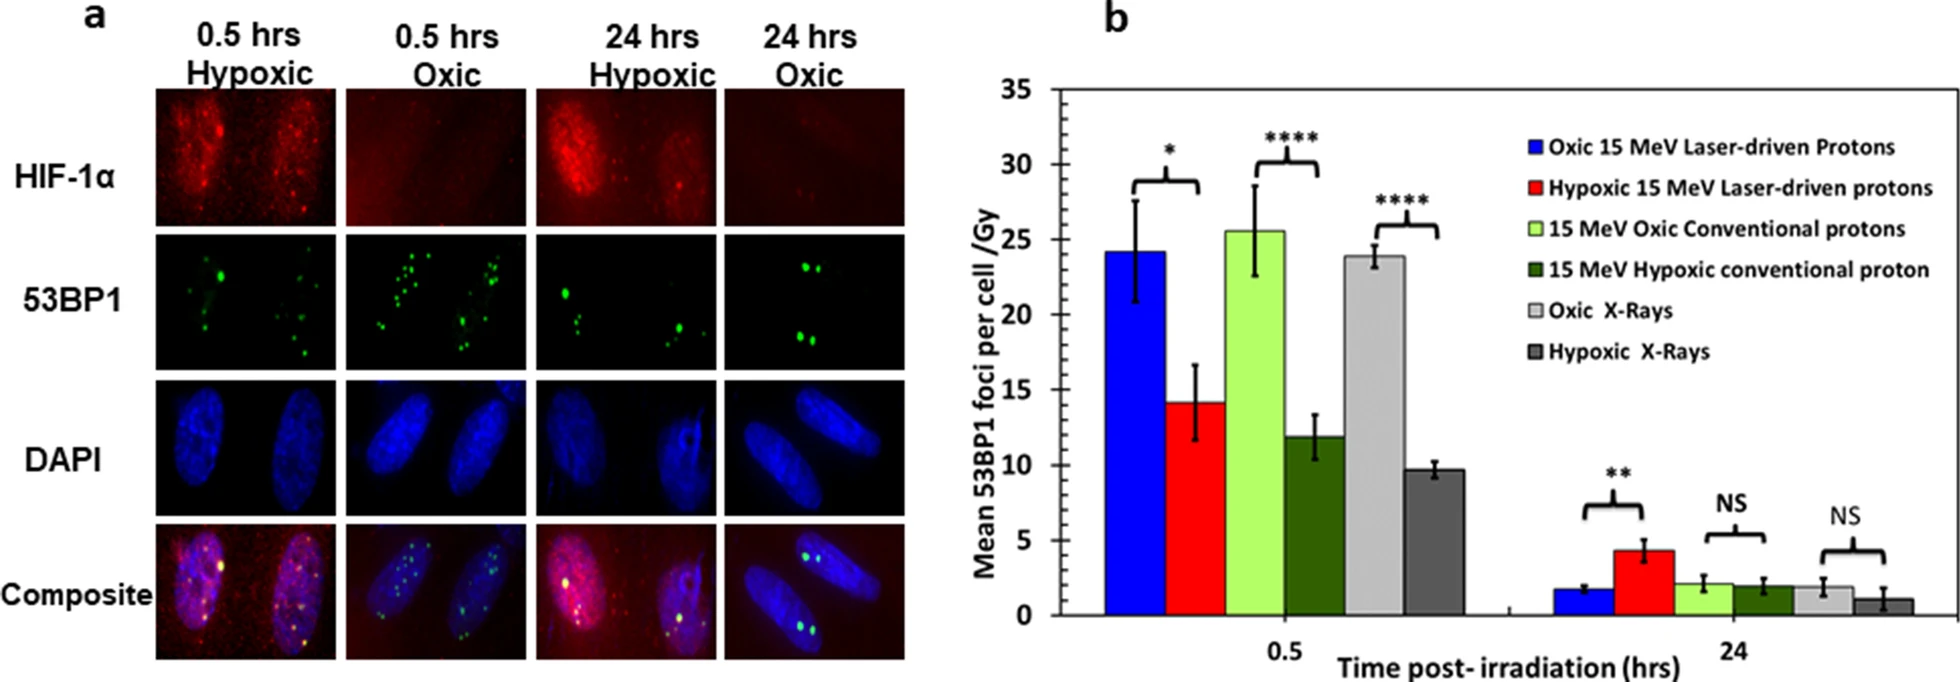 a
0.5 hrs
Hypoxic
0.5 hrs
Oxic
24 hrs
Hypoxic
24 hrs
Oxic
HIF-1α
53BP1
DAPI
Composite
b
Mean 53BP1 foci per cell /Gy
35
30
25
20
15
10
5
0
*
****
****
**
NS
NS
Oxic 15 MeV Laser-driven Protons
Hypoxic 15 MeV Laser-driven protons
15 MeV Oxic Conventional protons
15 MeV Hypoxic conventional proton
Oxic X-Rays
Hypoxic X-Rays
0.5
24
Time post- irradiation (hrs)